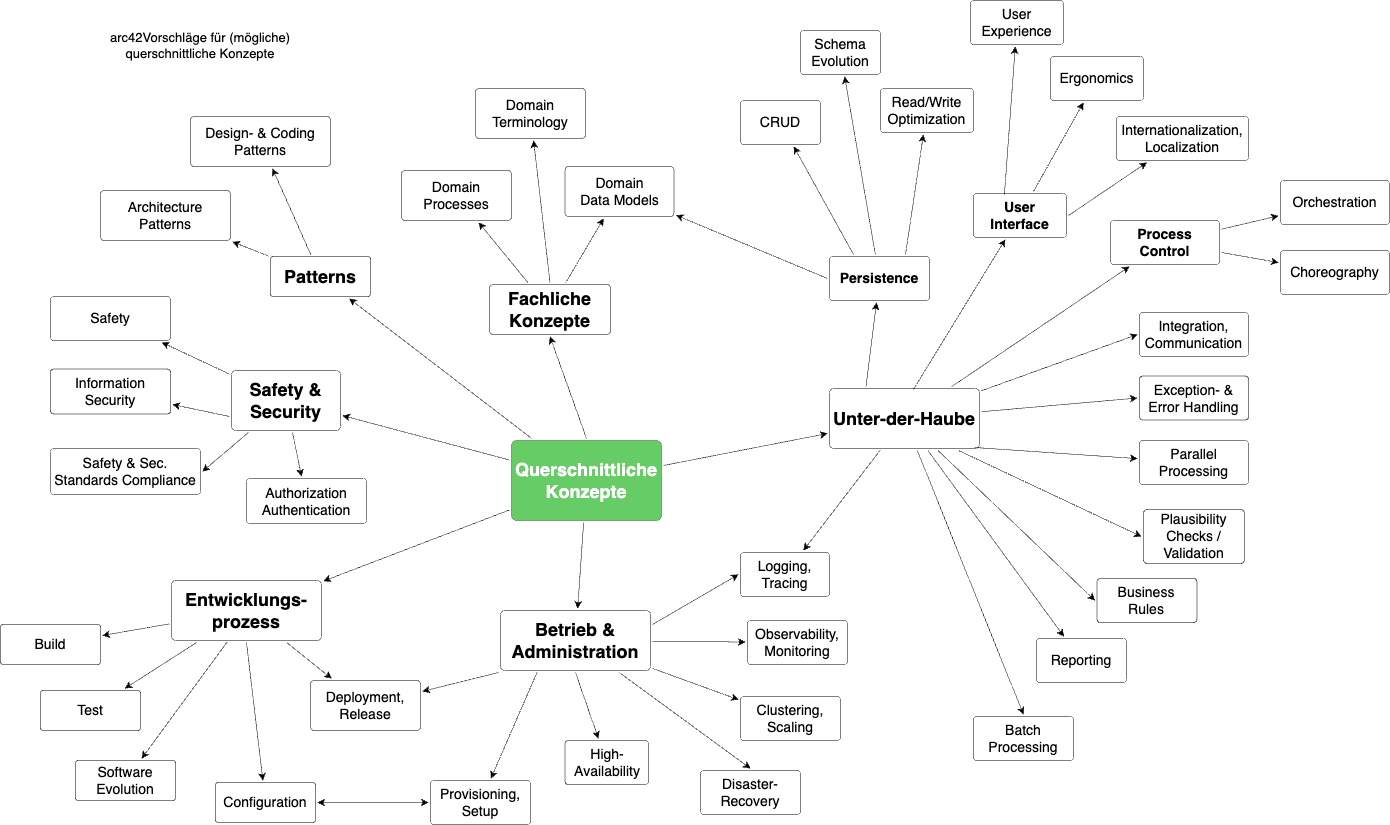 arc42Vorschläge für (mögliche)
querschnittliche Konzepte
User
Experience
Schema
Evolution
Ergonomics
Domain
Terminology
CRUD
Read/Write
Optimization
Design- & Coding
Patterns
Internationalization,
Localization
Domain
Processes
Domain
Data Models
Architecture
Patterns
User
Interface
Orchestration
Process
Control
Patterns
Persistence
Choreography
Fachliche
Konzepte
Safety
Integration,
Communication
Information
Security
Safety &
Security
Exception- &
Error Handling
Unter-der-Haube
Safety & Sec.
Standards Compliance
Authorization
Authentication
Querschnittliche
Konzepte
Parallel
Processing
Plausibility
Checks /
Validation
Logging,
Tracing
Business
Rules
Entwicklungs-
prozess
Betrieb &
Administration
Build
Observability,
Monitoring
Reporting
Test
Deployment,
Release
Clustering,
Scaling
Batch
Processing
Software
Evolution
High-
Availability
Configuration
Provisioning,
Setup
Disaster-
Recovery